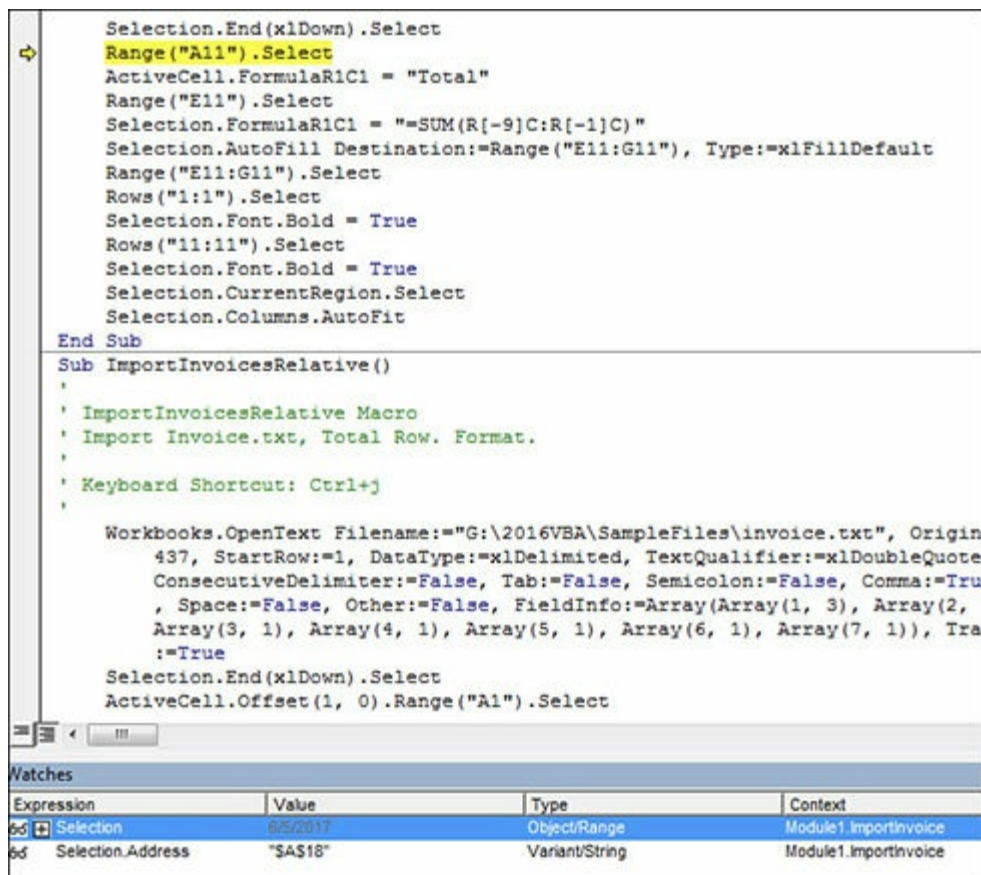 Selection.End(xlDown).Select
Range("A11").Select
ActiveCell.FormulaR1C1 = "Total"
Range("E11").Select
Selection.FormulaR1C1 = "=SUM(R[-9]C:R[-1]C)"
Selection.AutoFill Destination:=Range("E11:G11"), Type:=xlFillDefault
Range("E11:G11").Select
Rows("1:1").Select
Selection.Font.Bold = True
Rows("11:11").Select
Selection.Font.Bold = True
Selection.CurrentRegion.Select
Selection.Columns.AutoFit
End Sub
Sub ImportInvoicesRelative()
'
' ImportInvoicesRelative Macro
' Import Invoice.txt, Total Row. Format.
'
' Keyboard Shortcut: Ctrl+j
'
Workbooks.OpenText Filename:="G:\2016VBA\SampleFiles\invoice.txt", Origin
437, StartRow:=1, DataType:=xlDelimited, TextQualifier:=xlDoubleQuote
ConsecutiveDelimiter:=False, Tab:=False, Semicolon:=False, Comma:=Tru
, Space:=False, Other:=False, FieldInfo:=Array(Array(1, 3), Array(2,
Array(3, 1), Array(4, 1), Array(5, 1), Array(6, 1), Array(7, 1)), Tra
:=True
Selection.End(xlDown).Select
ActiveCell.Offset(1, 0).Range("A1").Select
Watches
Expression Value Type Context
Selection 6/5/2017 Object/Range Module1.ImportInvoice
Selection.Address "$A$18" Variant/String Module1.ImportInvoice